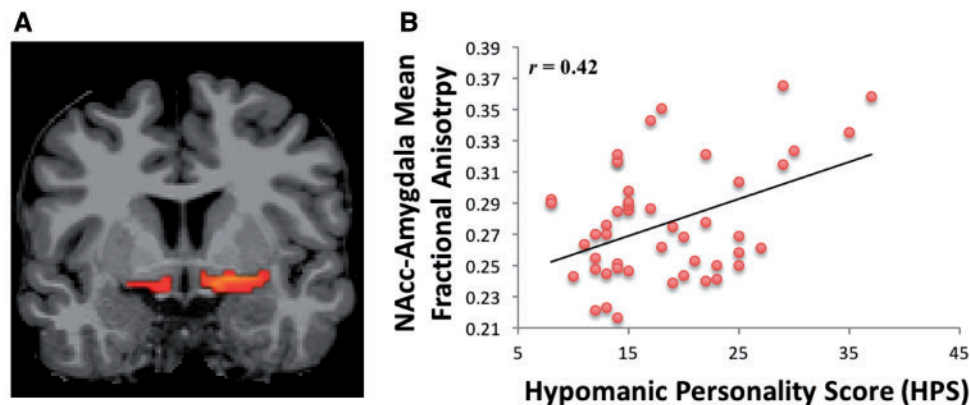 A
B
NAcc-Amygdala Mean
Fractional Anisotrpy
r = 0.42
0.39
0.37
0.35
0.33
0.31
0.29
0.27
0.25
0.23
0.21
5
15
25
35
45
Hypomanic Personality Score (HPS)